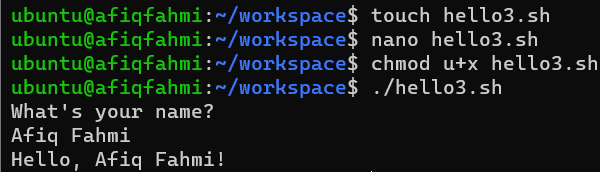 ubuntu@afiqfahmi:~/workspace$ touch hello3.sh
ubuntu@afiqfahmi:~/workspace$ nano hello3.sh
ubuntu@afiqfahmi:~/workspace$ chmod u+x hello3.sh
ubuntu@afiqfahmi:~/workspace$ ./hello3.sh
What's your name?
Afiq Fahmi
Hello, Afiq Fahmi!